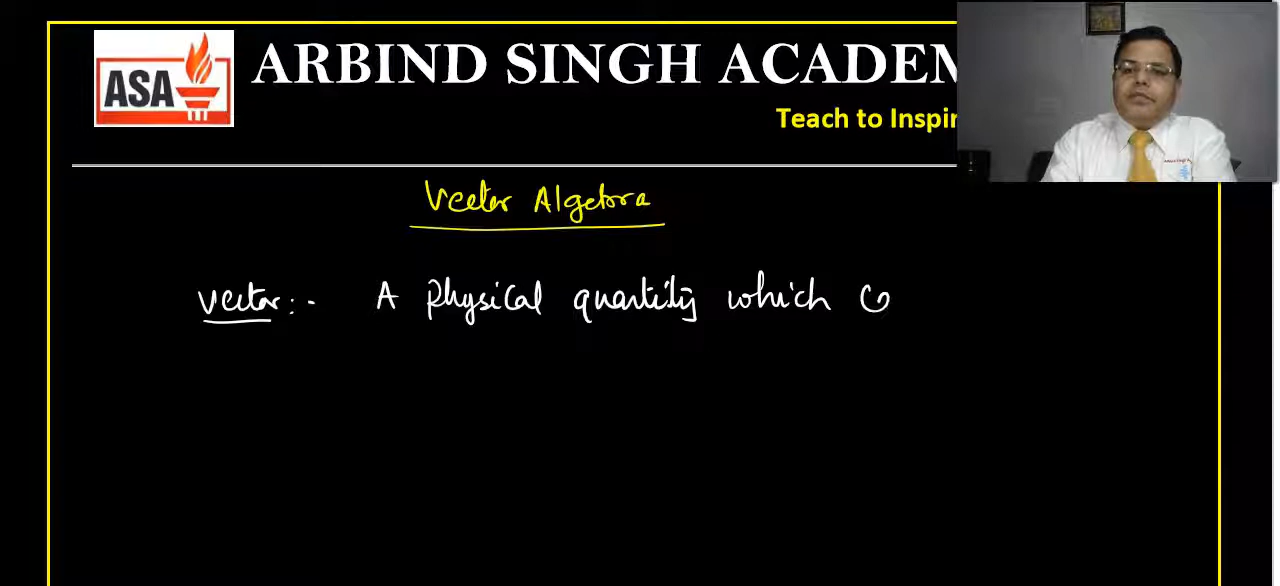 ASA
ARBIND SINGH ACADEM
Teach to Inspir
Vector Algebra
Vector:- A physical quantity which